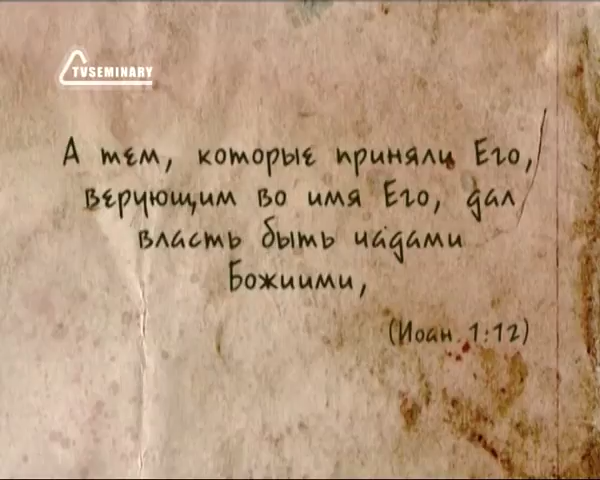 TVSEMINARY
А тем, которые приняли Его,
верующим во имя Его, дал
власть быть чадами
Божиими,
(Иоан. 1:12)